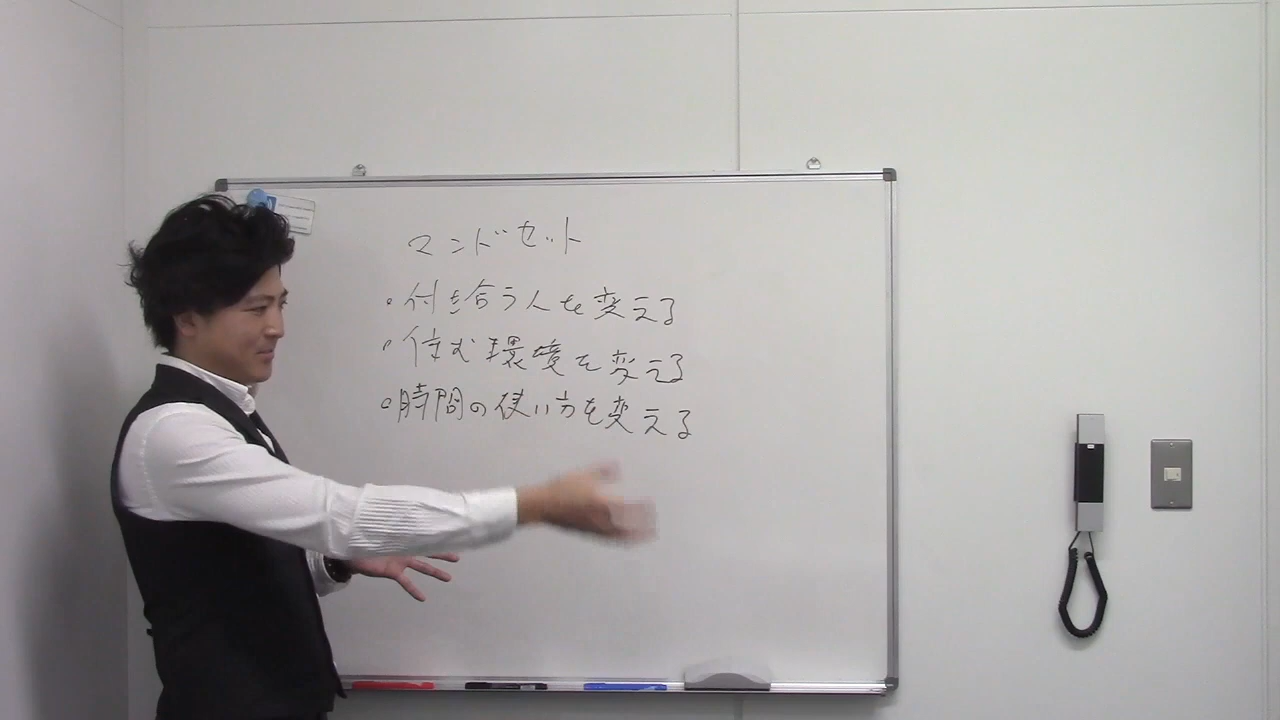 マンドセット
・付き合う人を変える
・住む環境を変える
・時間の使い方を変える